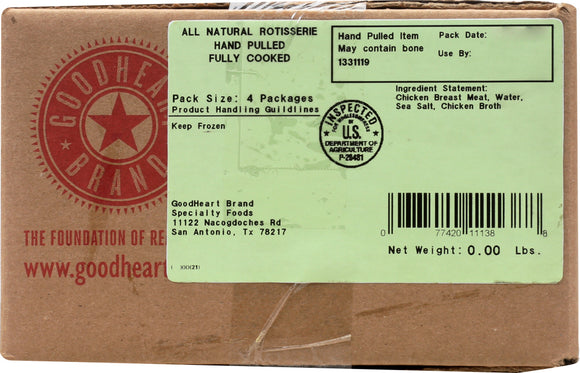 GOODHEART
BRAND
THE FOUNDATION OF RE
www.goodheart
ALL NATURAL ROTISSERIE
HAND PULLED
FULLY COOKED
Hand Pulled Item
May contain bone
1331119
Pack Date:
Use By:
Pack Size: 4 Packages
Product Handling Guildlines
Keep Frozen
Ingredient Statement:
Chicken Breast Meat, Water,
Sea Salt, Chicken Broth
INSPECTED
FOR WHOLESOMENESS
BY
U.S.
DEPARTMENT OF
AGRICULTURE
P-20481
GoodHeart Brand
Specialty Foods
11122 Nacogdoches Rd
San Antonio, Tx 78217
0 77420 11138 8
Net Weight: 0.00 Lbs.